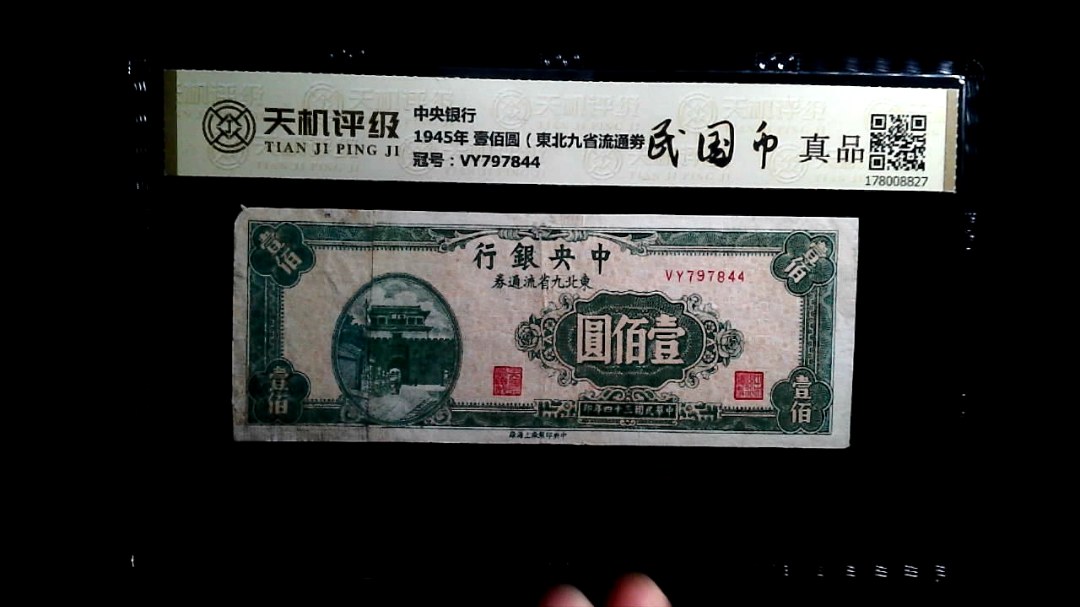 天机评级
TIAN JI PING JI
中央银行
1945年 壹佰圆（東北九省流通券
冠号：VY797844
民国币
真品
178008827
壹佰
行銀央中
券通流省九北東
VY797844
壹佰
圓佰壹
壹佰
印年四十三國民華中
壹佰